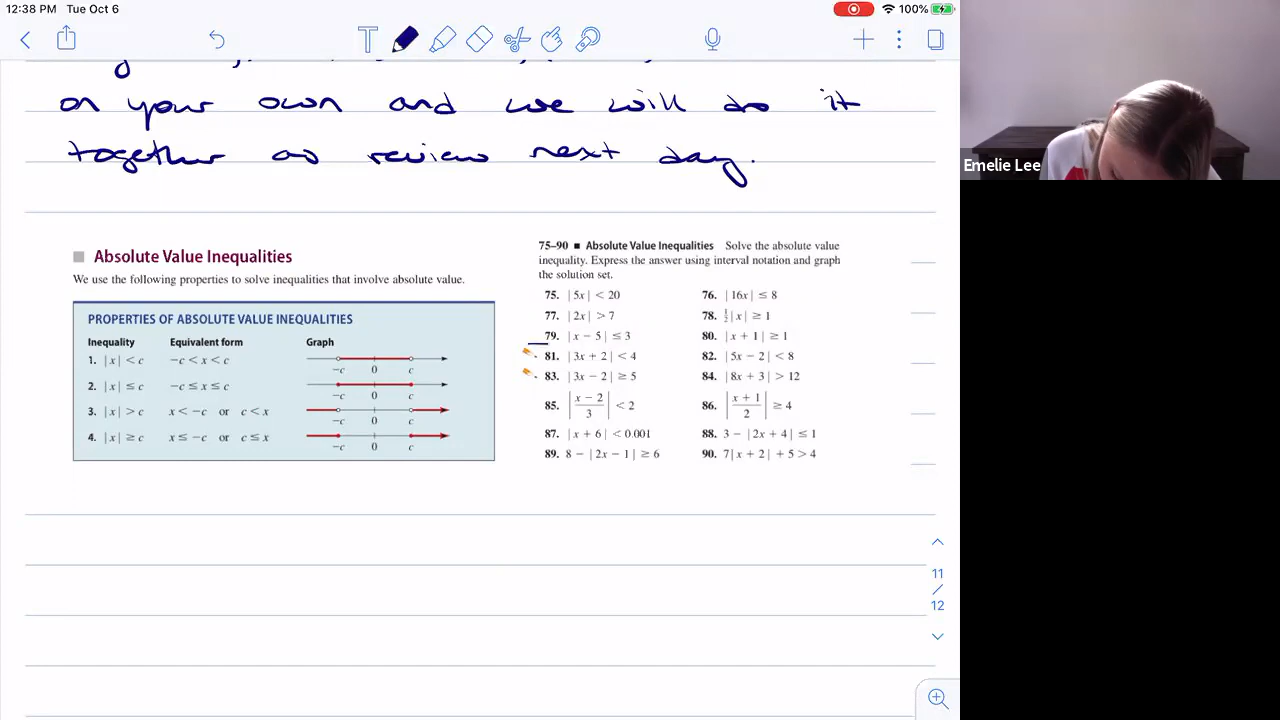 12:38 PM Tue Oct 6
100%
on your own and we will do it
together as review next day.
Emelie Lee
Absolute Value Inequalities
We use the following properties to solve inequalities that involve absolute value.
PROPERTIES OF ABSOLUTE VALUE INEQUALITIES
Inequality Equivalent form Graph
1. |x| < c −c < x < c
−c 0 c
2. |x| ≤ c −c ≤ x ≤ c
−c 0 c
3. |x| > c x < −c or c < x
−c 0 c
4. |x| ≥ c x ≤ −c or c ≤ x
−c 0 c
75–90 ■ Absolute Value Inequalities Solve the absolute value
inequality. Express the answer using interval notation and graph
the solution set.
75. |5x| < 20 76. |16x| ≤ 8
77. |2x| > 7 78. ½|x| ≥ 1
79. |x − 5| ≤ 3 80. |x + 1| ≥ 1
81. |3x + 2| < 4 82. |5x − 2| < 8
83. |3x − 2| ≥ 5 84. |8x + 3| > 12
85. |(x − 2)/3| < 2 86. |(x + 1)/2| ≥ 4
87. |x + 6| < 0.001 88. 3 − |2x + 4| ≤ 1
89. 8 − |2x − 1| ≥ 6 90. 7|x + 2| + 5 > 4
11
/
12